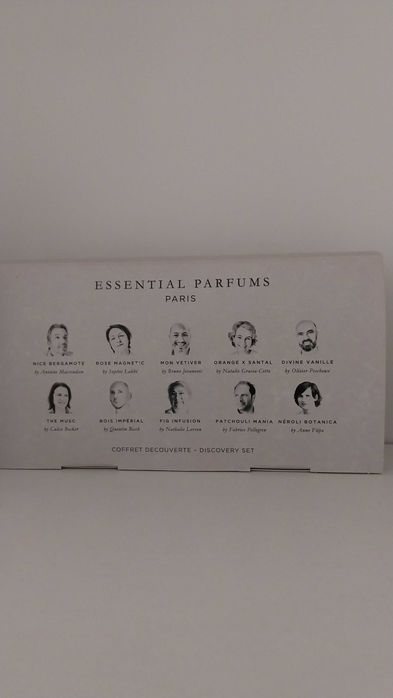 ESSENTIAL PARFUMS
PARIS
NICE BERGAMOTE ROSE MAGNETIC MON VETIVER ORANGE X SANTAL DIVINE VANILLE
by Antoine Maisondieu by Sophie Labbé by Bruno Jovanovic by Natalie Gracia-Cetto by Olivier Pescheux
THE MUSC BOIS IMPÉRIAL FIG INFUSION PATCHOULI MANIA NÉROLI BOTANICA
by Calice Becker by Quentin Bisch by Nathalie Lorson by Fabrice Pellegrin by Anne Flipo
COFFRET DECOUVERTE - DISCOVERY SET